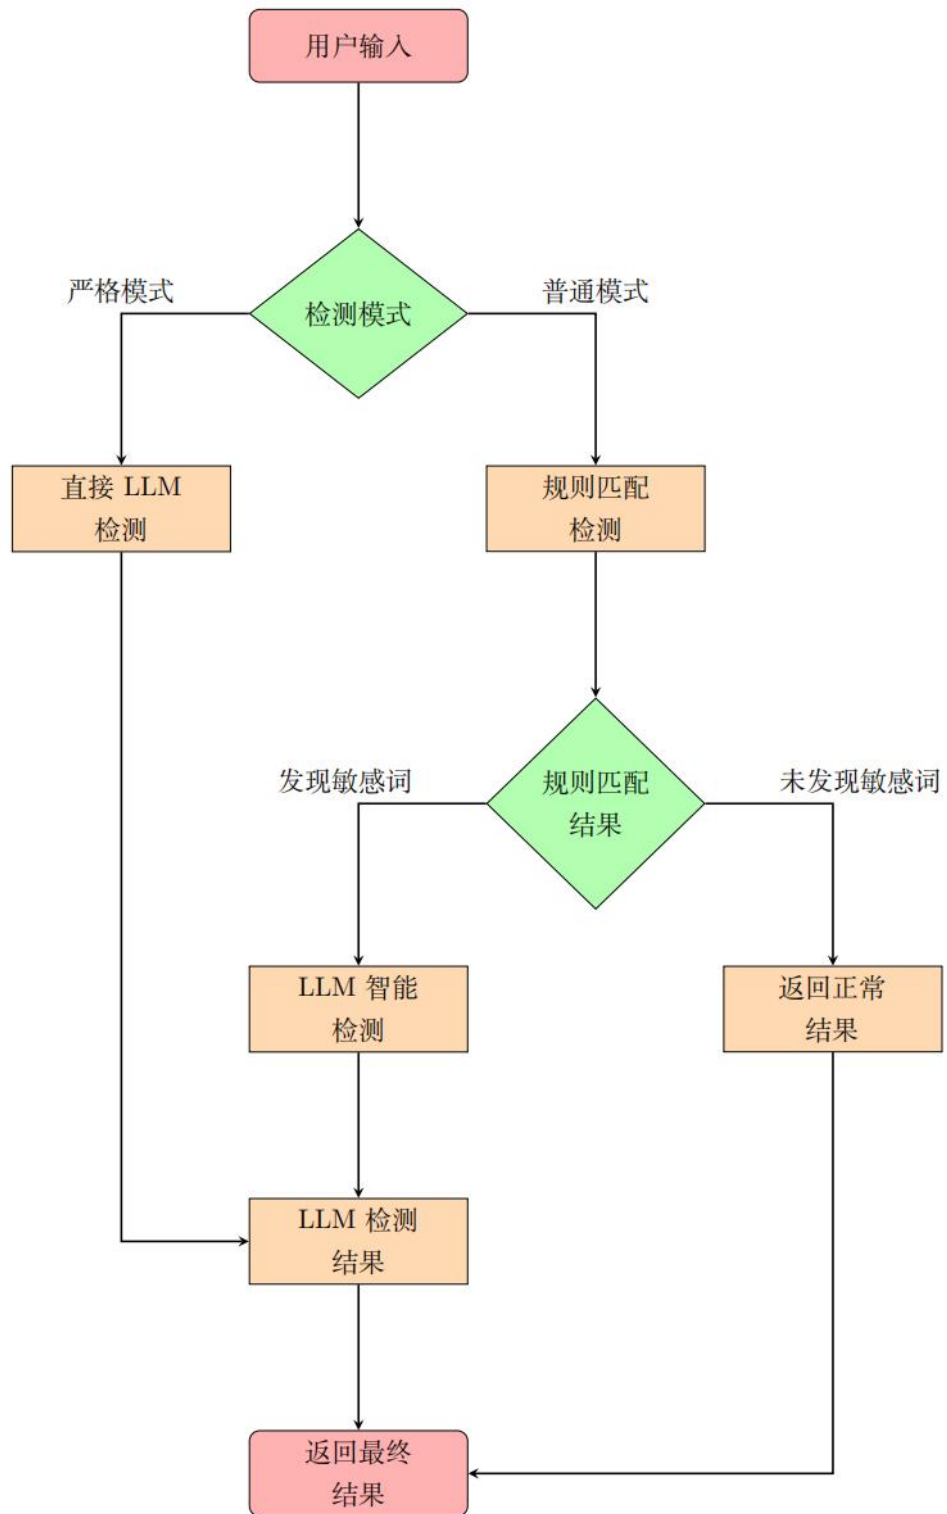 用户输入
严格模式
普通模式
检测模式
直接 LLM
检测
规则匹配
检测
发现敏感词
未发现敏感词
规则匹配
结果
LLM 智能
检测
返回正常
结果
LLM 检测
结果
返回最终
结果